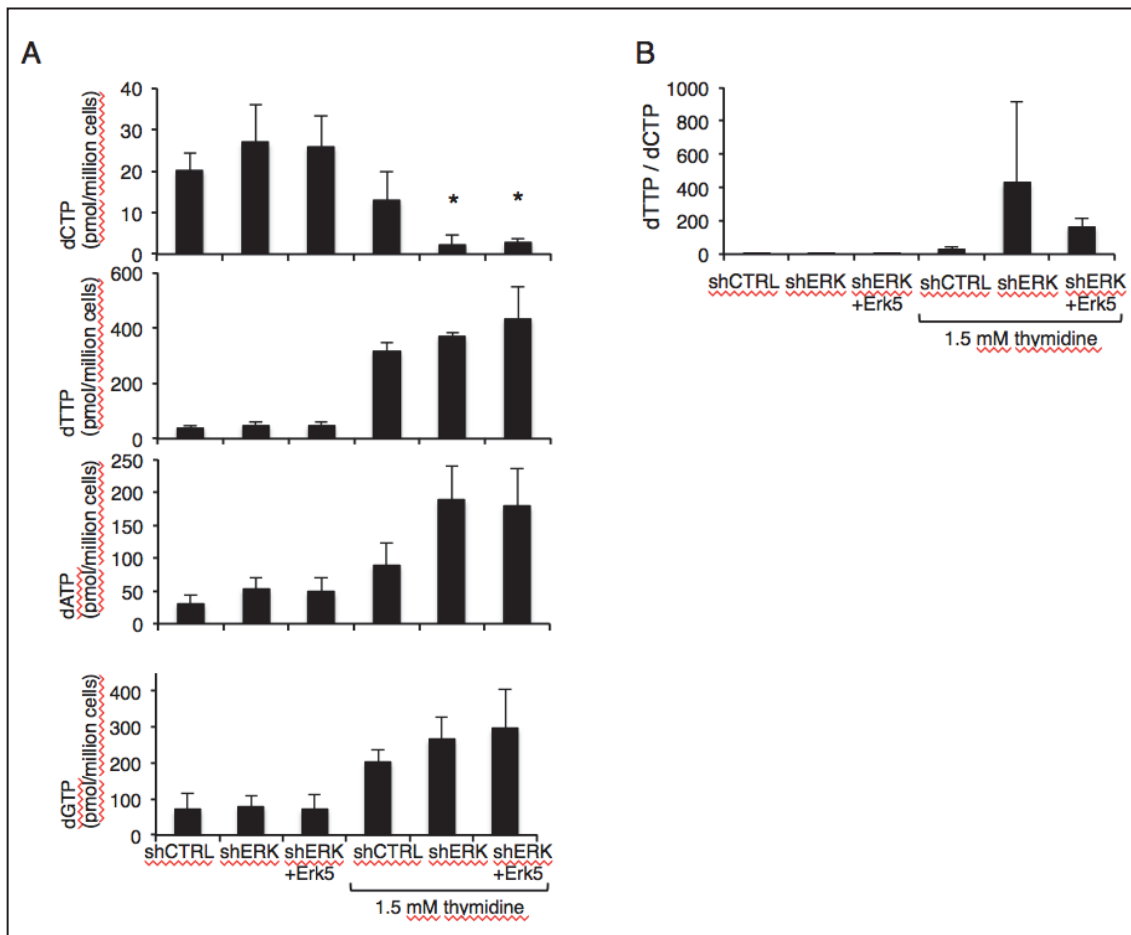 A
dCTP
(pmol/million cells)
40
30
20
10
0
*
*
dTTP
(pmol/million cells)
600
400
200
0
dATP
(pmol/million cells)
250
200
150
100
50
0
dGTP
(pmol/million cells)
400
300
200
100
0
shCTRL shERK shERK shCTRL shERK shERK
+Erk5 +Erk5
1.5 mM thymidine
B
dTTP / dCTP
1000
800
600
400
200
0
shCTRL shERK shERK shCTRL shERK shERK
+Erk5 +Erk5
1.5 mM thymidine